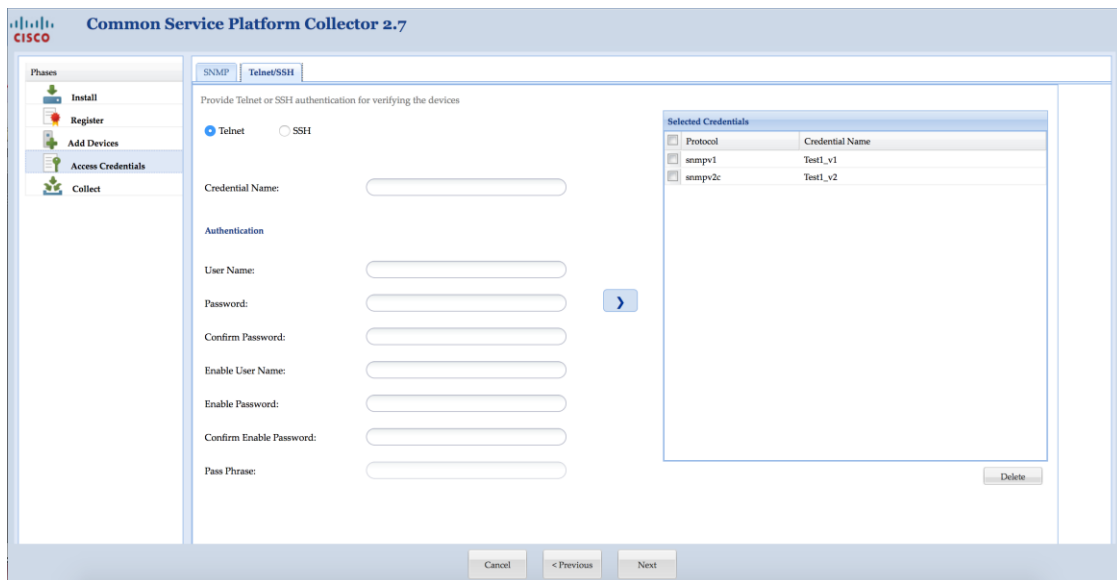 CISCO
Common Service Platform Collector 2.7
Phases
Install
Register
Add Devices
Access Credentials
Collect
SNMP Telnet/SSH
Provide Telnet or SSH authentication for verifying the devices
Telnet SSH
Credential Name:
Authentication
User Name:
Password:
Confirm Password:
Enable User Name:
Enable Password:
Confirm Enable Password:
Pass Phrase:
❯
Selected Credentials
Protocol Credential Name
snmpv1 Test1_v1
snmpv2c Test1_v2
Delete
Cancel < Previous Next